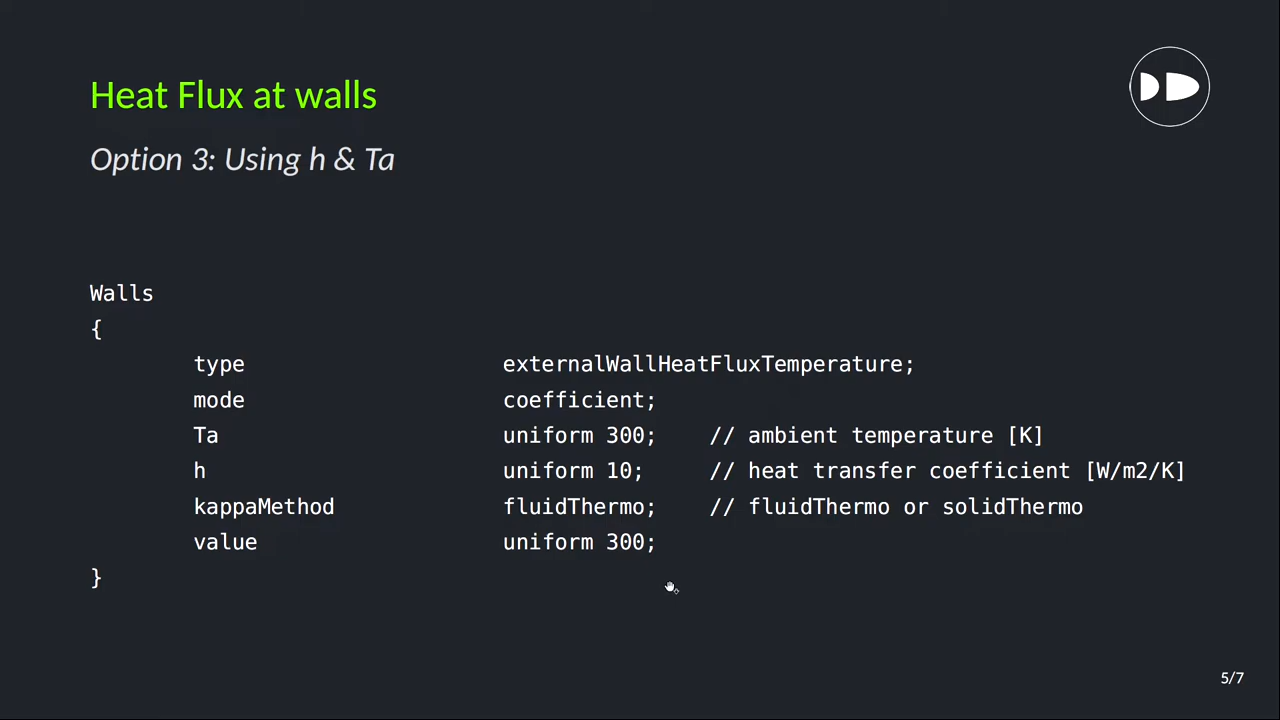 Heat Flux at walls
Option 3: Using h & Ta
Walls
{
type externalWallHeatFluxTemperature;
mode coefficient;
Ta uniform 300; // ambient temperature [K]
h uniform 10; // heat transfer coefficient [W/m2/K]
kappaMethod fluidThermo; // fluidThermo or solidThermo
value uniform 300;
}
5/7